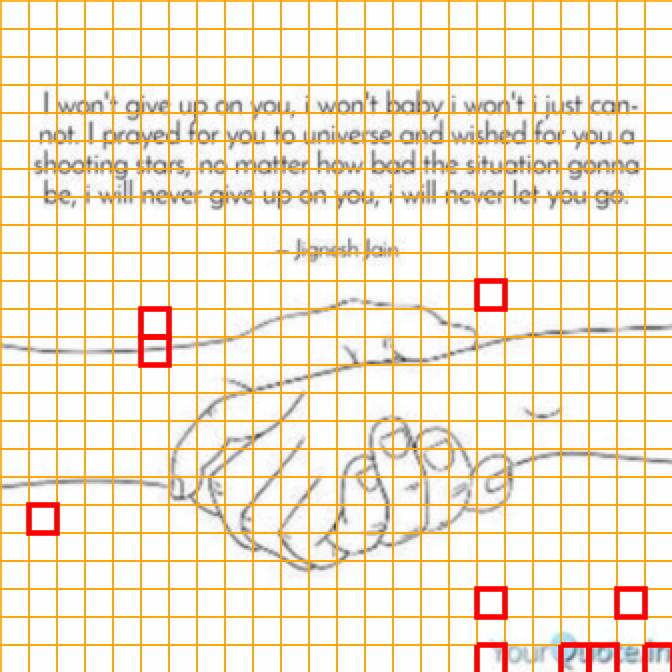 I won't give up on you, i won't baby i won't i just can-
not. I prayed for you to universe and wished for you a
shooting stars, no matter how bad the situation gonna
be, i will never give up on you, i will never let you go.
-- Jignesh Jain
YourQuote.in